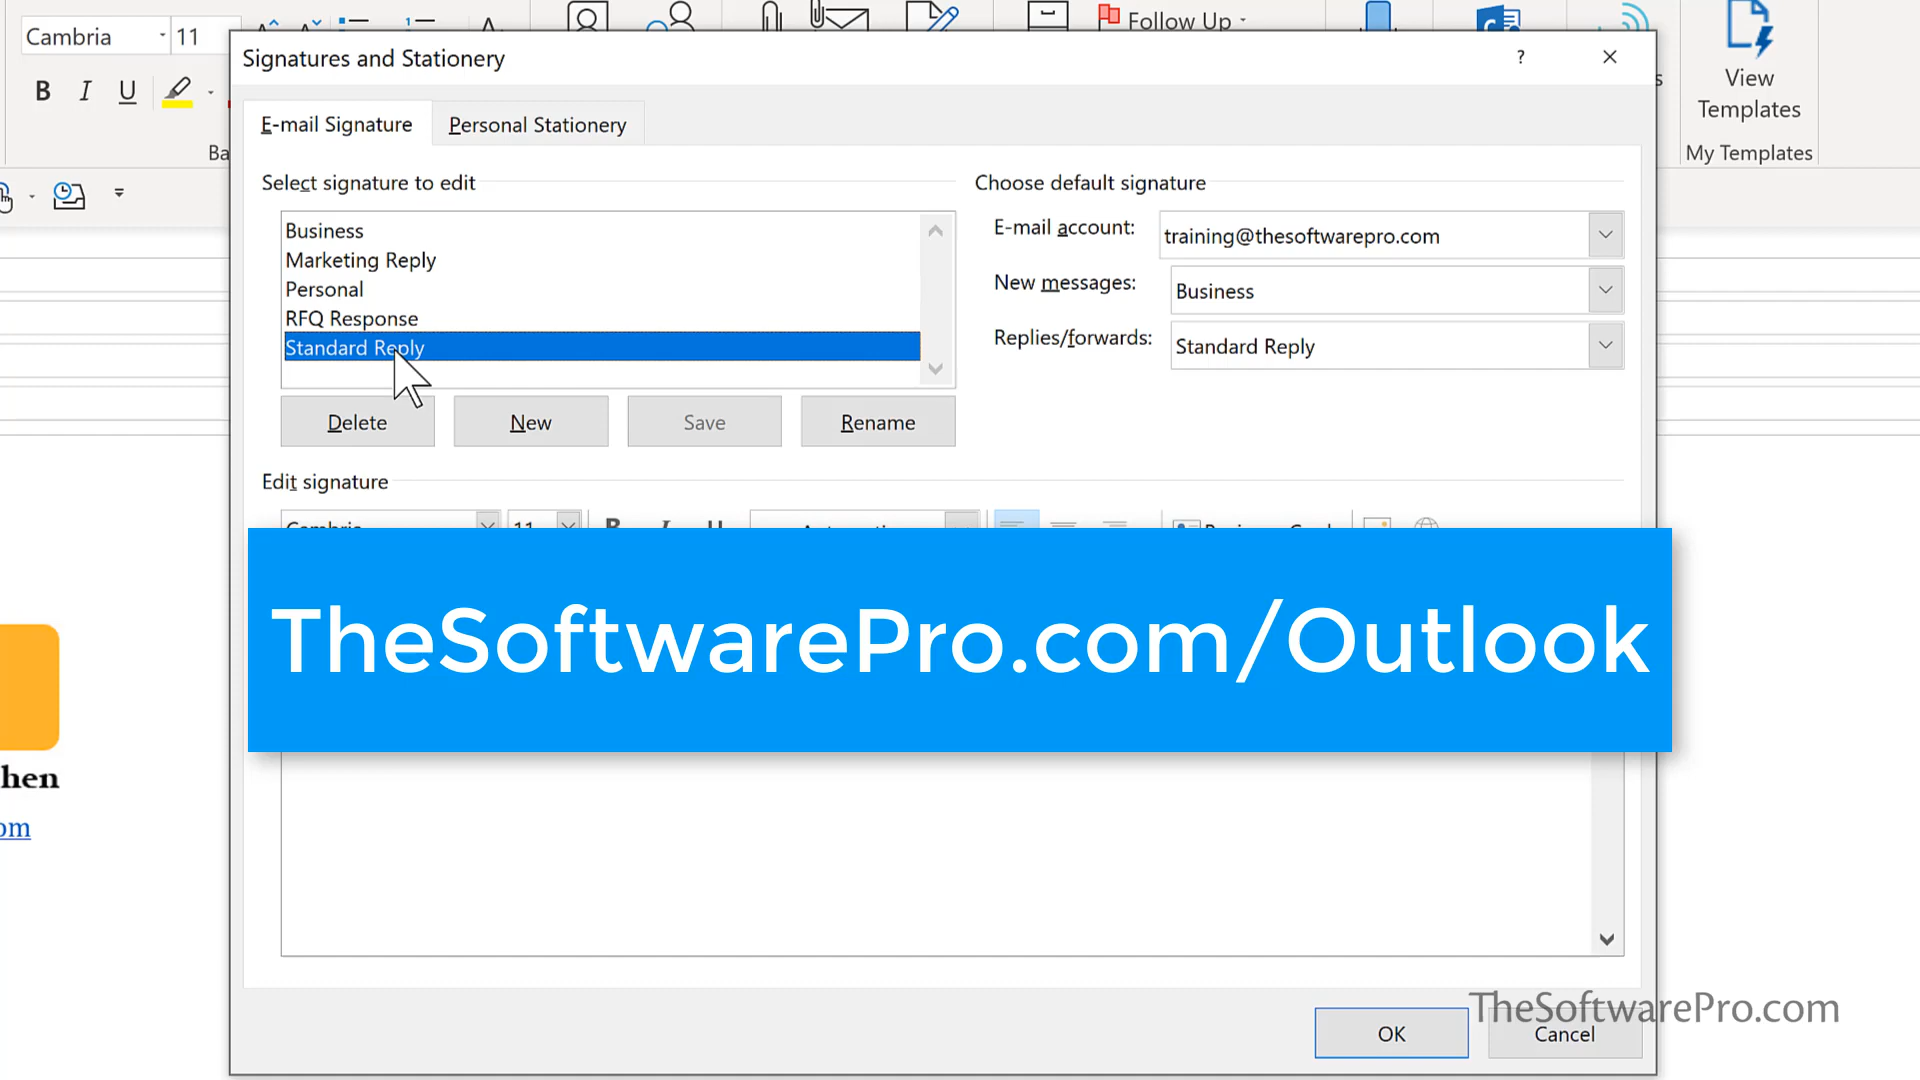 Cambria
11
Follow Up
Signatures and Stationery
?
B I U
View
Templates
E-mail Signature
Personal Stationery
Ba
My Templates
Select signature to edit
Choose default signature
Business
Marketing Reply
Personal
RFQ Response
Standard Reply
E-mail account:
training@thesoftwarepro.com
New messages:
Business
Replies/forwards:
Standard Reply
Delete
New
Save
Rename
Edit signature
Cambria
11
B I U
TheSoftwarePro.com/Outlook
hen
om
TheSoftwarePro.com
OK
Cancel